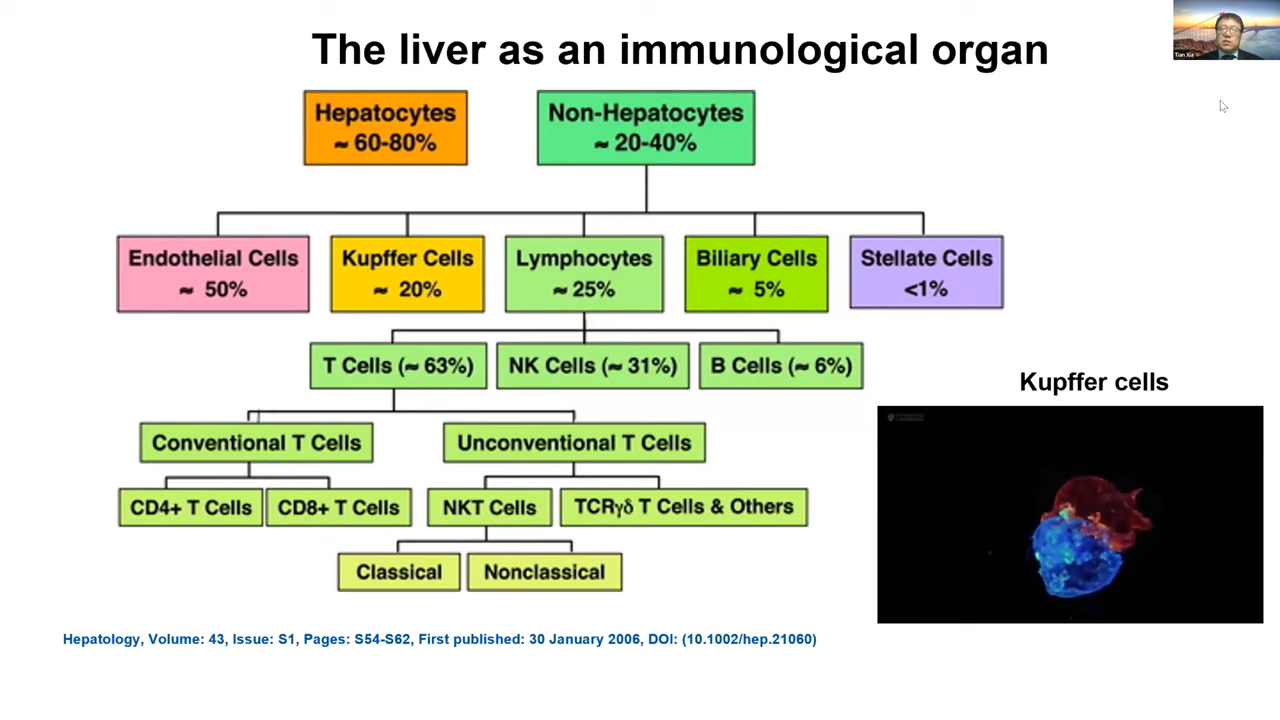 The liver as an immunological organ
Tian Xia
Hepatocytes
≈ 60-80%
Non-Hepatocytes
≈ 20-40%
Endothelial Cells
≈ 50%
Kupffer Cells
≈ 20%
Lymphocytes
≈ 25%
Biliary Cells
≈ 5%
Stellate Cells
<1%
T Cells (≈ 63%)
NK Cells (≈ 31%)
B Cells (≈ 6%)
Kupffer cells
Conventional T Cells
Unconventional T Cells
CD4+ T Cells
CD8+ T Cells
NKT Cells
TCRγδ T Cells & Others
Classical
Nonclassical
Hepatology, Volume: 43, Issue: S1, Pages: S54-S62, First published: 30 January 2006, DOI: (10.1002/hep.21060)